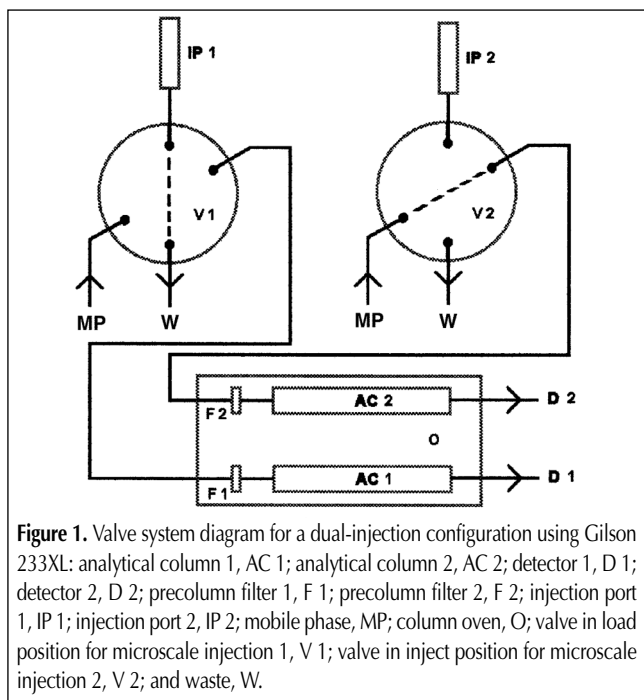 IP 1
IP 2
V 1
V 2
MP
W
MP
W
F 2
AC 2
D 2
O
F 1
AC 1
D 1
Figure 1. Valve system diagram for a dual-injection configuration using Gilson
233XL: analytical column 1, AC 1; analytical column 2, AC 2; detector 1, D 1;
detector 2, D 2; precolumn filter 1, F 1; precolumn filter 2, F 2; injection port
1, IP 1; injection port 2, IP 2; mobile phase, MP; column oven, O; valve in load
position for microscale injection 1, V 1; valve in inject position for microscale
injection 2, V 2; and waste, W.